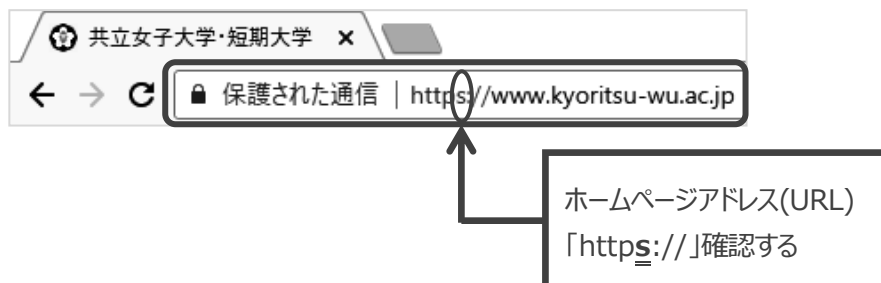 共立女子大学・短期大学
保護された通信 | https://www.kyoritsu-wu.ac.jp
ホームページアドレス(URL)
「https://」確認する